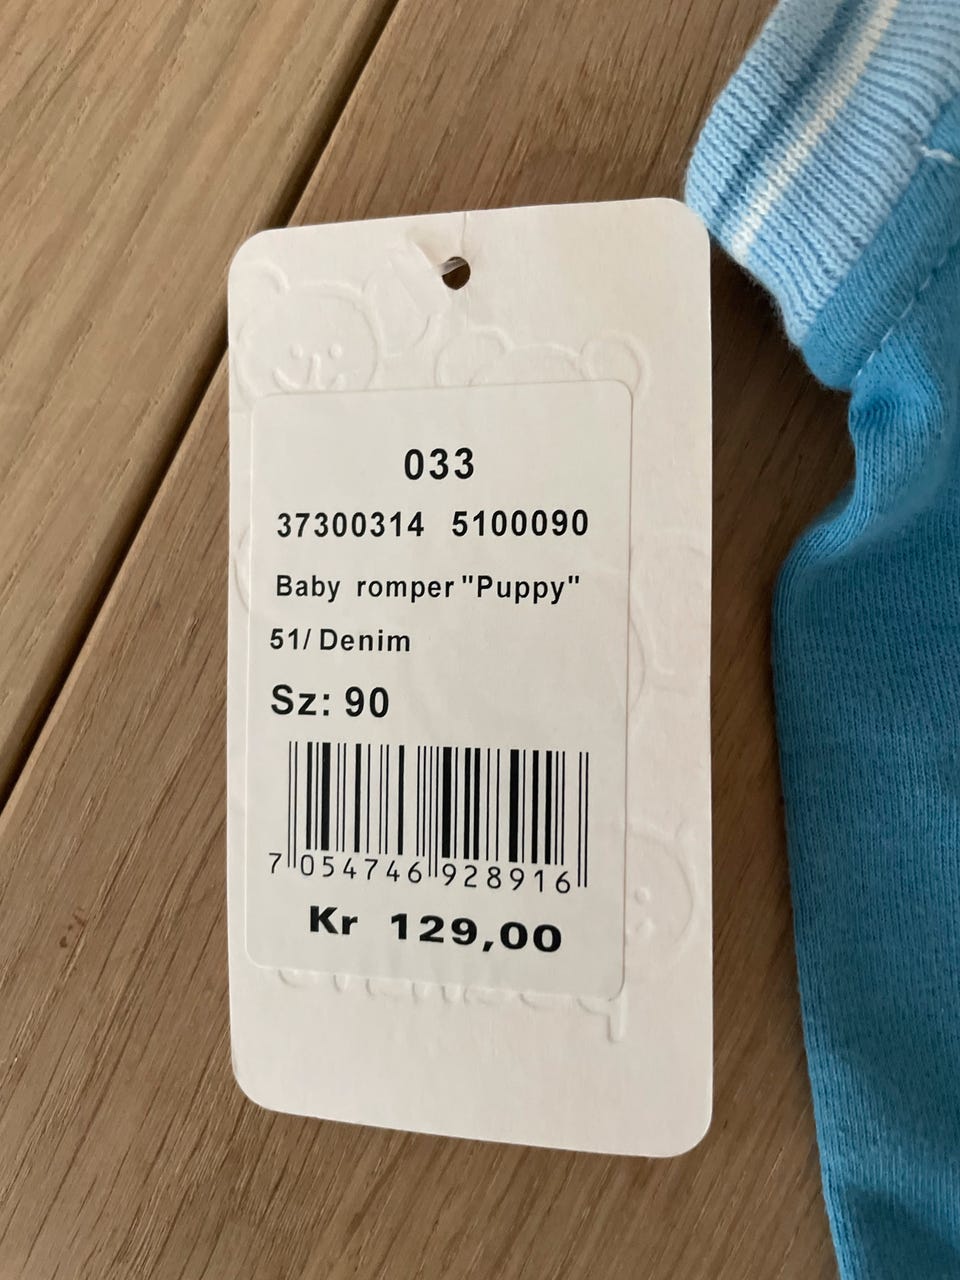 033
37300314 5100090
Baby romper "Puppy"
51/ Denim
Sz: 90
7 054746 928916
Kr 129,00